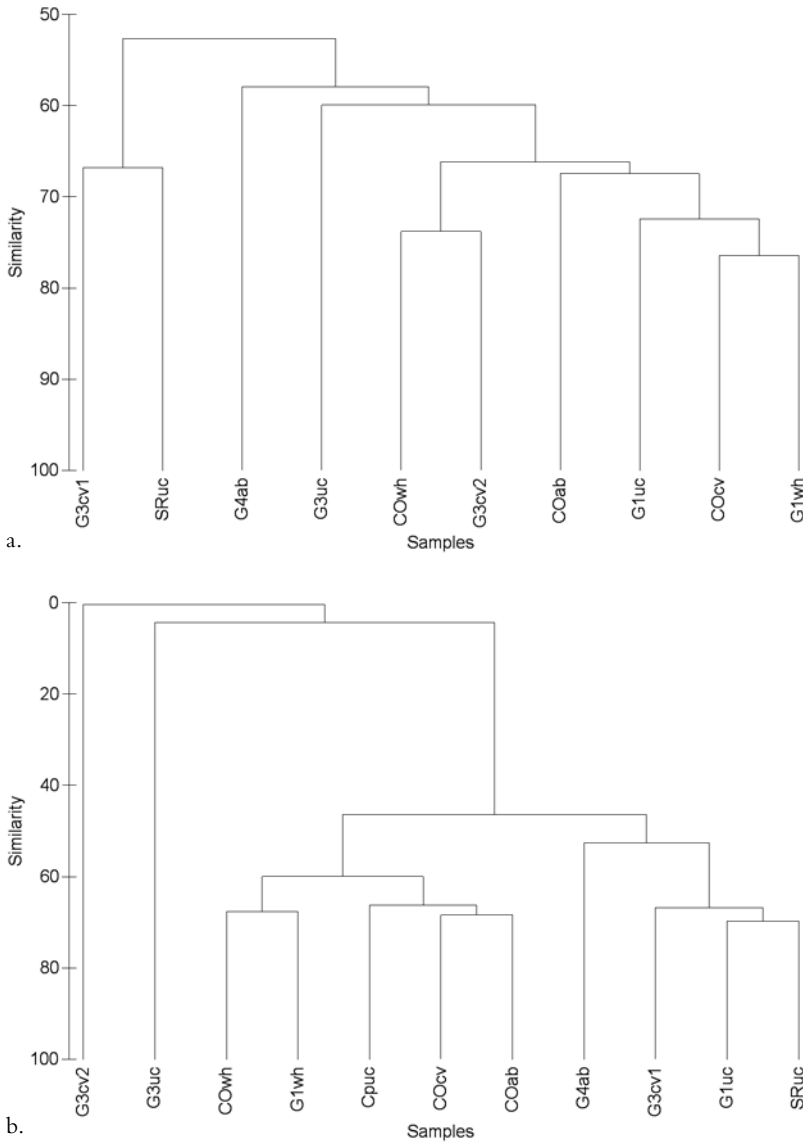 50
60
70
80
90
100
Similarity
G3cv1 SRuc G4ab G3uc COwh G3cv2 COab G1uc COcv G1wh
Samples
a.
0
20
40
60
80
100
Similarity
G3cv2 G3uc COwh G1wh Cpuc COcv COab G4ab G3cv1 G1uc SRuc
Samples
b.